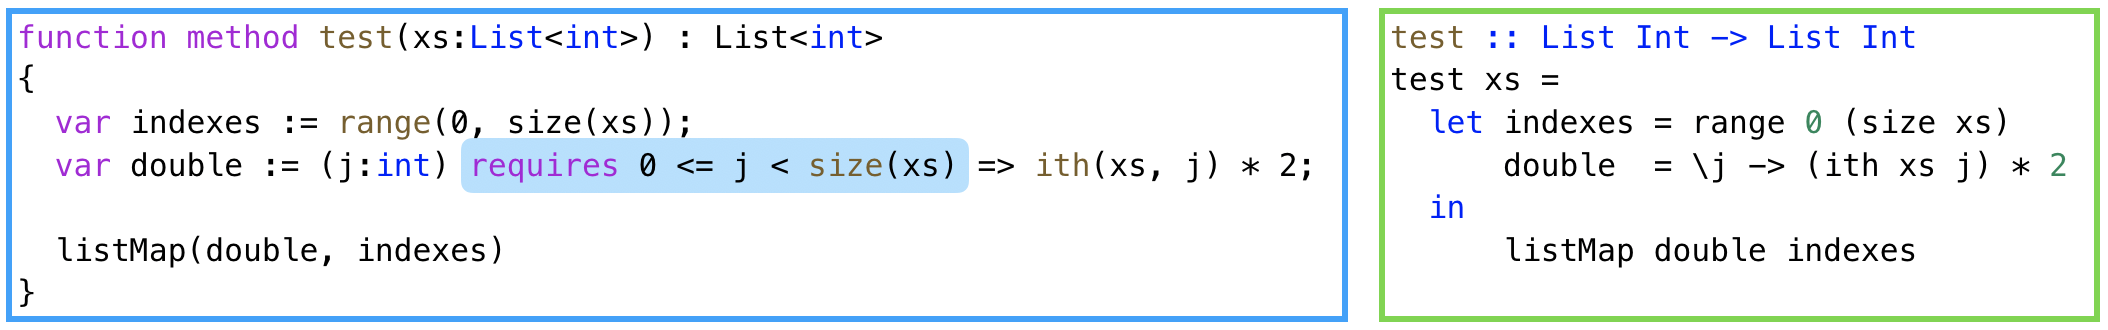 function method test(xs:List<int>) : List<int>
{
  var indexes := range(0, size(xs));
  var double := (j:int) requires 0 <= j < size(xs) => ith(xs, j) * 2;

  listMap(double, indexes)
}
test :: List Int -> List Int
test xs =
  let indexes = range 0 (size xs)
      double  = \j -> (ith xs j) * 2
  in
      listMap double indexes